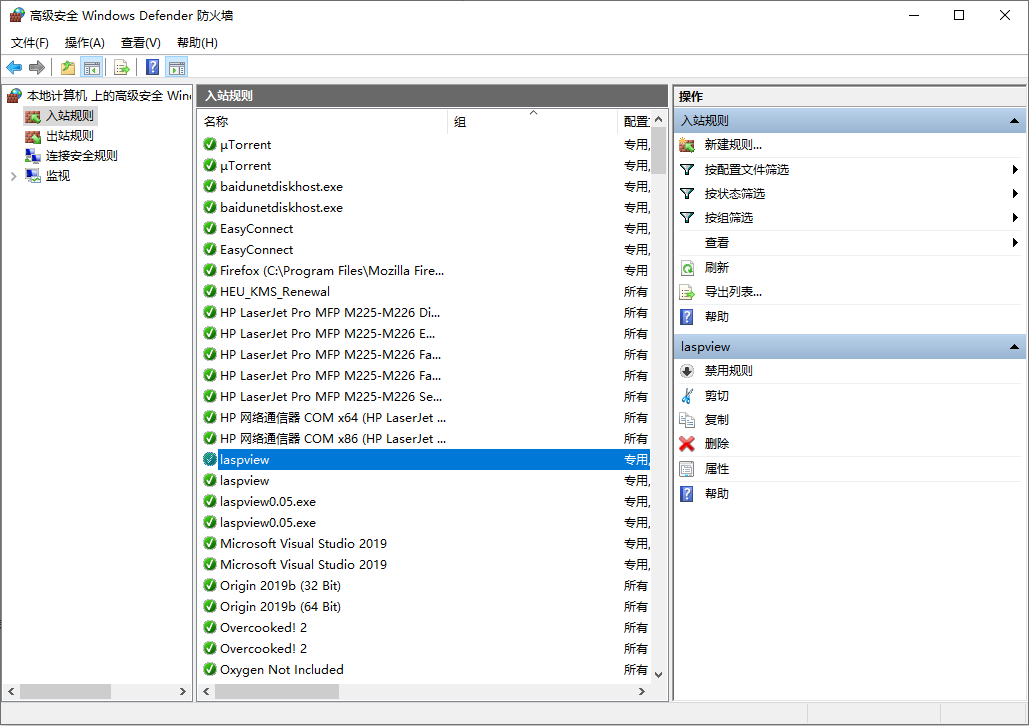 高级安全 Windows Defender 防火墙
文件(F) 操作(A) 查看(V) 帮助(H)
本地计算机 上的高级安全 Win
入站规则
出站规则
连接安全规则
监视
入站规则
名称 组 配置
µTorrent 专用,
µTorrent 专用,
baidunetdiskhost.exe 专用,
baidunetdiskhost.exe 专用,
EasyConnect 专用,
EasyConnect 专用,
Firefox (C:\Program Files\Mozilla Fire... 专用
HEU_KMS_Renewal 所有
HP LaserJet Pro MFP M225-M226 Di... 所有
HP LaserJet Pro MFP M225-M226 E... 所有
HP LaserJet Pro MFP M225-M226 Fa... 所有
HP LaserJet Pro MFP M225-M226 Fa... 所有
HP LaserJet Pro MFP M225-M226 Se... 所有
HP 网络通信器 COM x64 (HP LaserJet ... 所有
HP 网络通信器 COM x86 (HP LaserJet ... 所有
laspview 专用,
laspview 专用,
laspview0.05.exe 专用,
laspview0.05.exe 专用,
Microsoft Visual Studio 2019 专用,
Microsoft Visual Studio 2019 专用,
Origin 2019b (32 Bit) 所有
Origin 2019b (64 Bit) 所有
Overcooked! 2 所有
Overcooked! 2 所有
Oxygen Not Included 所有
操作
入站规则
新建规则...
按配置文件筛选
按状态筛选
按组筛选
查看
刷新
导出列表...
帮助
laspview
禁用规则
剪切
复制
删除
属性
帮助